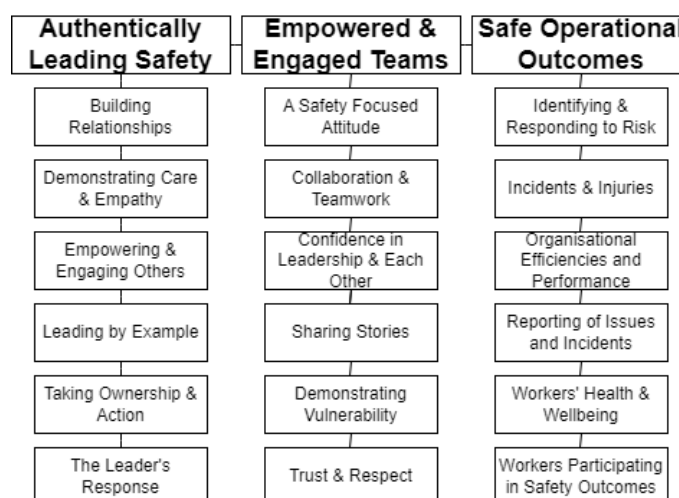 Authentically
Leading Safety
Building
Relationships
Demonstrating Care
& Empathy
Empowering &
Engaging Others
Leading by Example
Taking Ownership &
Action
The Leader's
Response
Empowered &
Engaged Teams
A Safety Focused
Attitude
Collaboration &
Teamwork
Confidence in
Leadership & Each
Other
Sharing Stories
Demonstrating
Vulnerability
Trust & Respect
Safe Operational
Outcomes
Identifying &
Responding to Risk
Incidents & Injuries
Organisational
Efficiencies and
Performance
Reporting of Issues
and Incidents
Workers' Health &
Wellbeing
Workers Participating
in Safety Outcomes